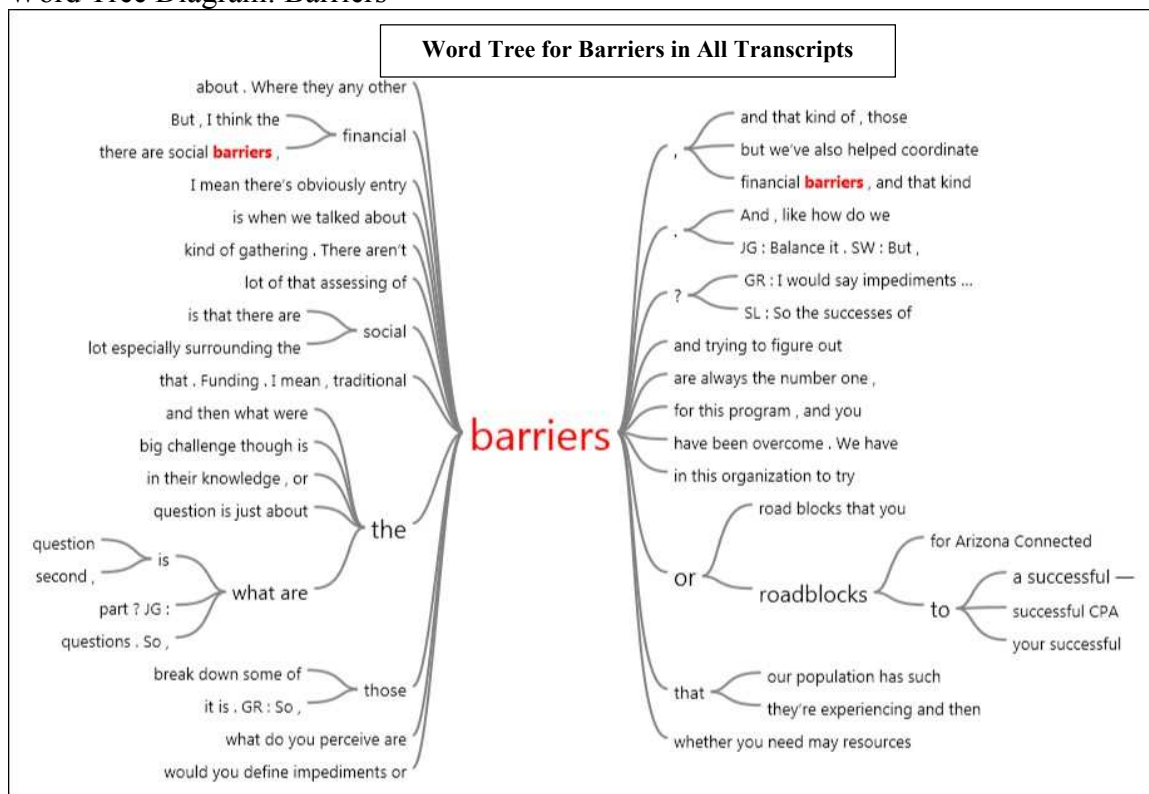 Word Tree Diagram: Barriers
Word Tree for Barriers in All Transcripts
about . Where they any other
But , I think the
there are social barriers ,
financial
I mean there's obviously entry
is when we talked about
kind of gathering . There aren't
lot of that assessing of
is that there are
lot especially surrounding the
social
that . Funding . I mean , traditional
and then what were
big challenge though is
in their knowledge , or
question is just about
question
second ,
is
part ? JG :
questions . So ,
what are
the
break down some of
it is . GR : So ,
those
what do you perceive are
would you define impediments or
barriers
,
and that kind of , those
but we've also helped coordinate
financial barriers , and that kind
.
And , like how do we
JG : Balance it . SW : But ,
?
GR : I would say impediments ...
SL : So the successes of
and trying to figure out
are always the number one ,
for this program , and you
have been overcome . We have
in this organization to try
or
road blocks that you
roadblocks
for Arizona Connected
to
a successful —
successful CPA
your successful
that
our population has such
they're experiencing and then
whether you need may resources